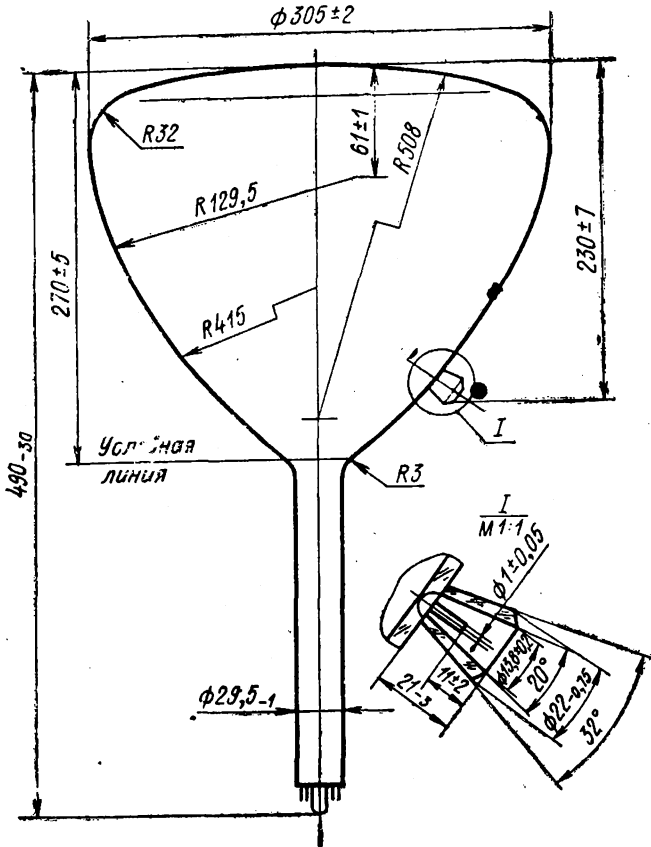 ф305±2
R32
61±1
R508
R129,5
230±7
270±5
R415
I
490-30
линия
R3
I
М 1:1
ф1±0,05
ф13,8±0,2
11±2
21-3
20°
ф22-0,15
32°
ф29,5-1